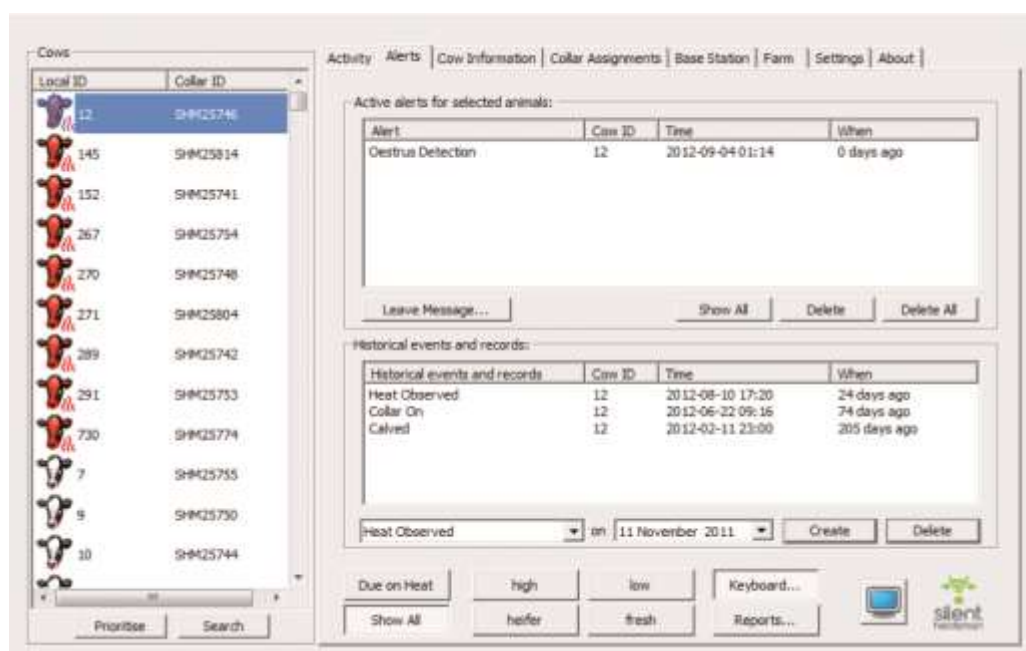 Cows
Local ID Collar ID
12 SHM25746
145 SHM25814
152 SHM25741
267 SHM25754
270 SHM25748
271 SHM25804
289 SHM25742
291 SHM25753
730 SHM25774
7 SHM25755
9 SHM25750
10 SHM25744
Prioritise Search
Activity Alerts Cow Information Collar Assignments Base Station Farm Settings About
Active alerts for selected animals:
Alert Cow ID Time When
Oestrus Detection 12 2012-09-04 01:14 0 days ago
Leave Message... Show All Delete Delete All
Historical events and records:
Historical events and records Cow ID Time When
Heat Observed 12 2012-08-10 17:20 24 days ago
Collar On 12 2012-06-22 09:16 74 days ago
Calved 12 2012-02-11 23:00 205 days ago
Heat Observed on 11 November 2011 Create Delete
Due on Heat high low Keyboard...
Show All heifer fresh Reports...
silent
herdsman